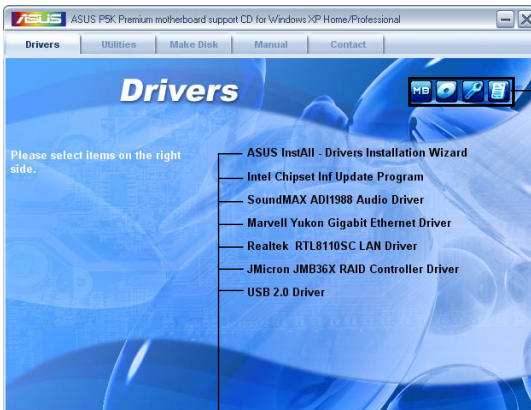 ASUS ASUS P5K Premium motherboard support CD for Windows XP Home/Professional
Drivers Utilities Make Disk Manual Contact
Drivers
MB
Please select items on the right
side.
ASUS InstAll - Drivers Installation Wizard
Intel Chipset Inf Update Program
SoundMAX ADI1988 Audio Driver
Marvell Yukon Gigabit Ethernet Driver
Realtek RTL8110SC LAN Driver
JMicron JMB36X RAID Controller Driver
USB 2.0 Driver